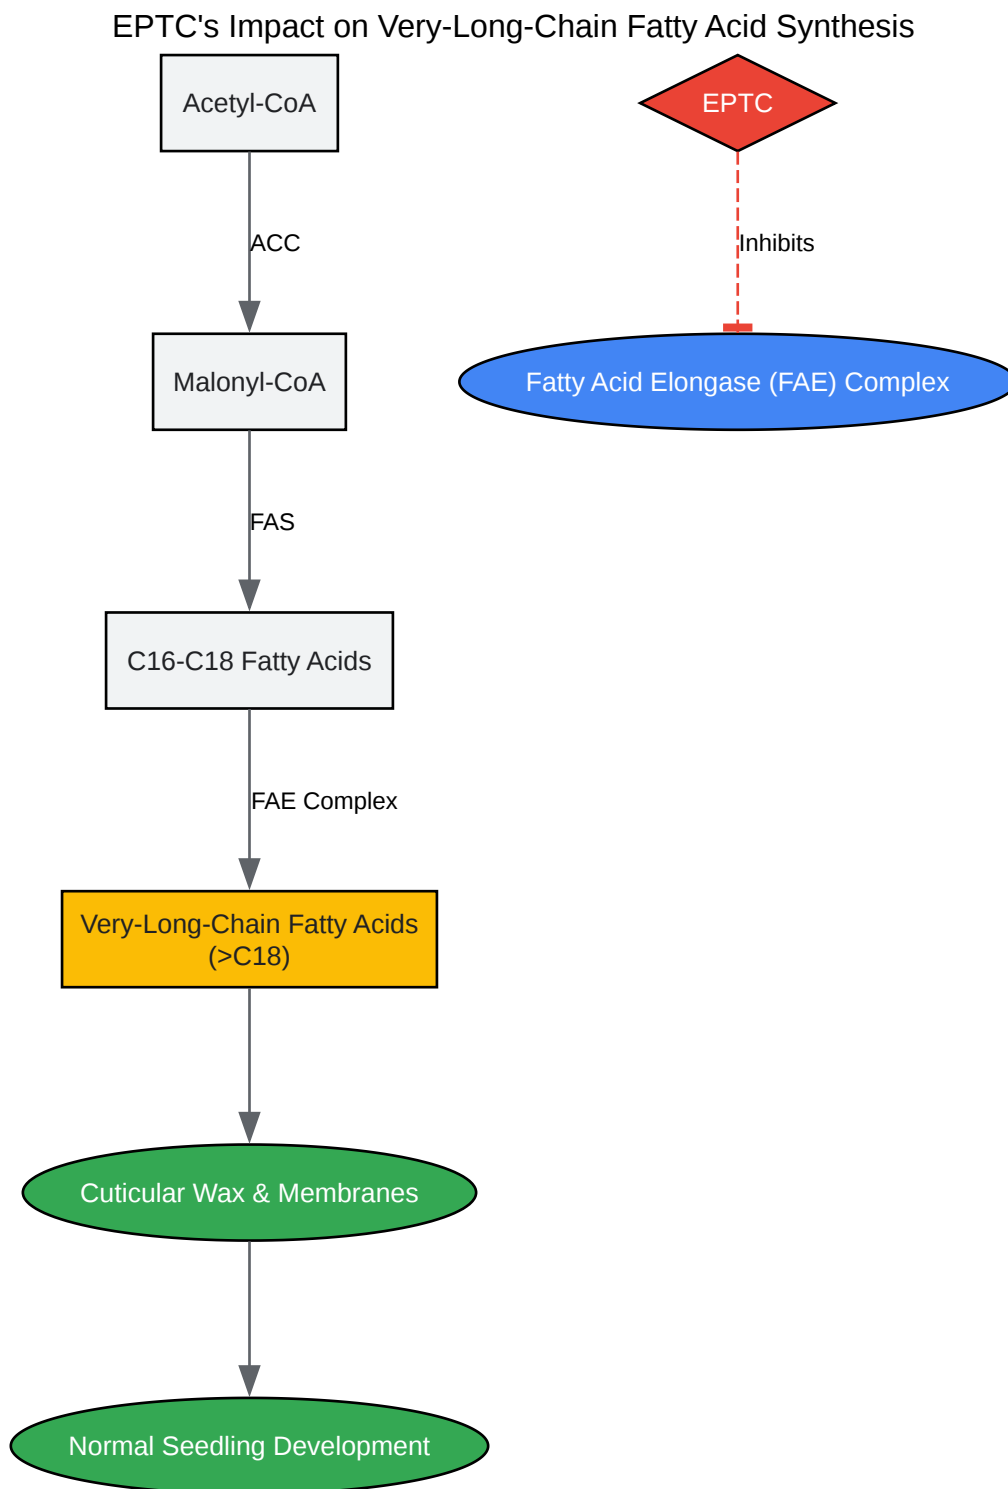 EPTC's Impact on Very-Long-Chain Fatty Acid Synthesis
Acetyl-CoA
EPTC
ACC
Inhibits
Malonyl-CoA
Fatty Acid Elongase (FAE) Complex
FAS
C16-C18 Fatty Acids
FAE Complex
Very-Long-Chain Fatty Acids
(>C18)
Cuticular Wax & Membranes
Normal Seedling Development